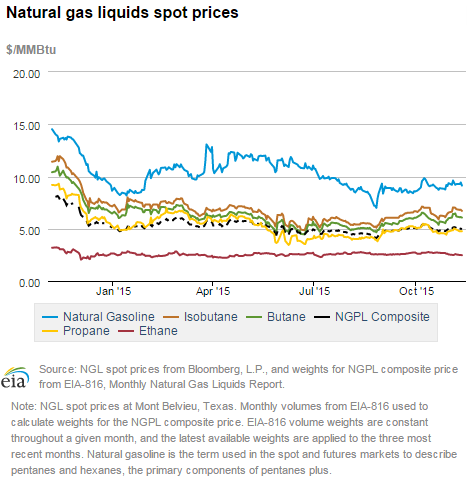 Natural gas liquids spot prices
$/MMBtu
20.00
15.00
10.00
5.00
0.00
Jan '15 Apr '15 Jul '15 Oct '15
Natural Gasoline Isobutane Butane NGPL Composite
Propane Ethane
eia
Source: NGL spot prices from Bloomberg, L.P., and weights for NGPL composite price
from EIA-816, Monthly Natural Gas Liquids Report.
Note: NGL spot prices at Mont Belvieu, Texas. Monthly volumes from EIA-816 used to
calculate weights for the NGPL composite price. EIA-816 volume weights are constant
throughout a given month, and the latest available weights are applied to the three most
recent months. Natural gasoline is the term used in the spot and futures markets to describe
pentanes and hexanes, the primary components of pentanes plus.